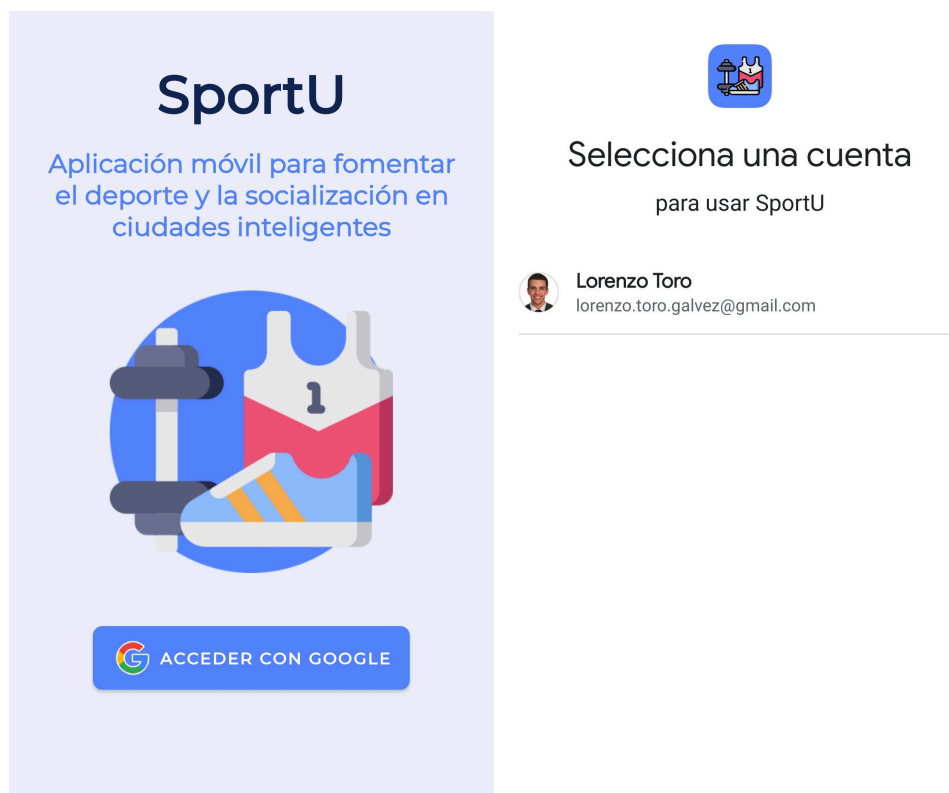 SportU
Aplicación móvil para fomentar
el deporte y la socialización en
ciudades inteligentes
1
G ACCEDER CON GOOGLE
1
Selecciona una cuenta
para usar SportU
Lorenzo Toro
lorenzo.toro.galvez@gmail.com